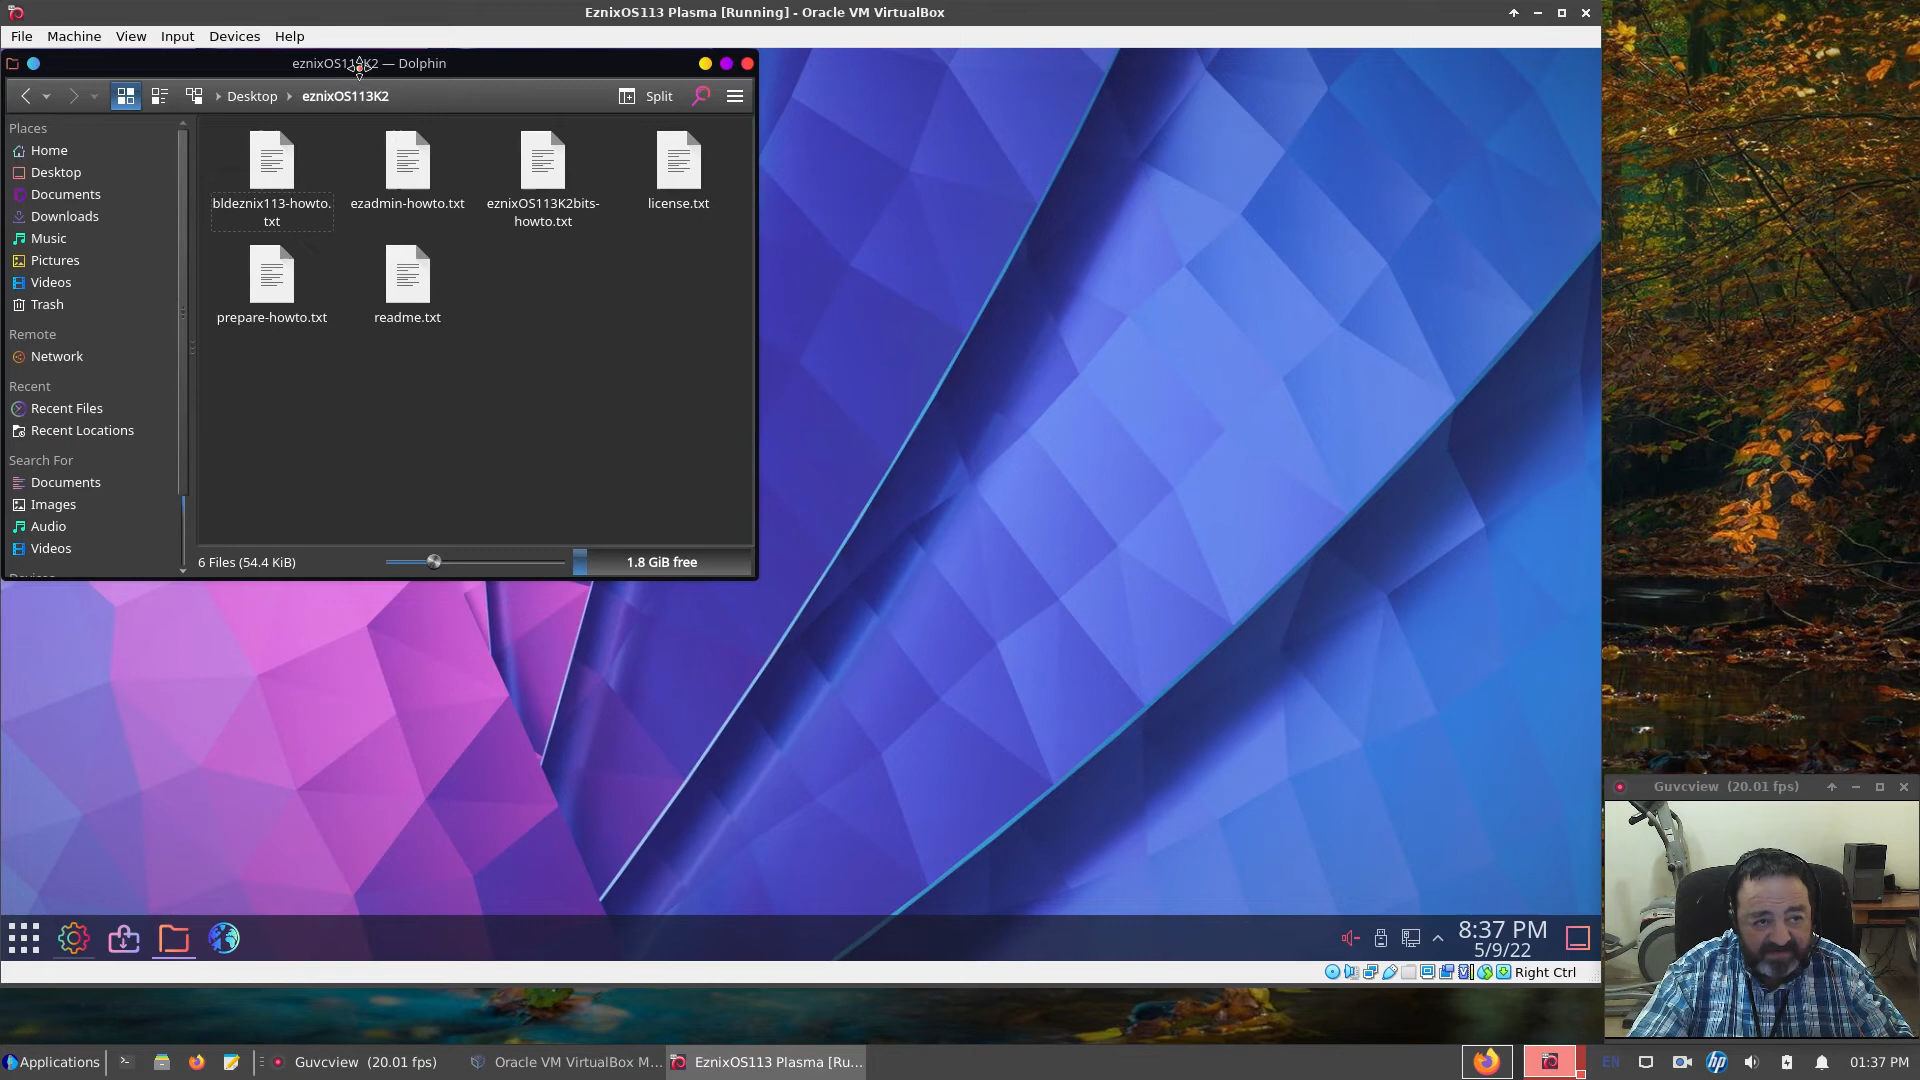 EznixOS113 Plasma [Running] - Oracle VM VirtualBox
File Machine View Input Devices Help
eznixOS113K2 — Dolphin
Desktop eznixOS113K2 Split
Places
Home
Desktop
Documents
Downloads
Music
Pictures
Videos
Trash
Remote
Network
Recent
Recent Files
Recent Locations
Search For
Documents
Images
Audio
Videos
bldeznix113-howto.
txt
ezadmin-howto.txt
eznixOS113K2bits-
howto.txt
license.txt
prepare-howto.txt
readme.txt
6 Files (54.4 KiB)
1.8 GiB free
8:37 PM
5/9/22
Right Ctrl
Guvcview (20.01 fps)
Applications
Guvcview (20.01 fps)
Oracle VM VirtualBox M...
EznixOS113 Plasma [Ru...
EN
hp
01:37 PM